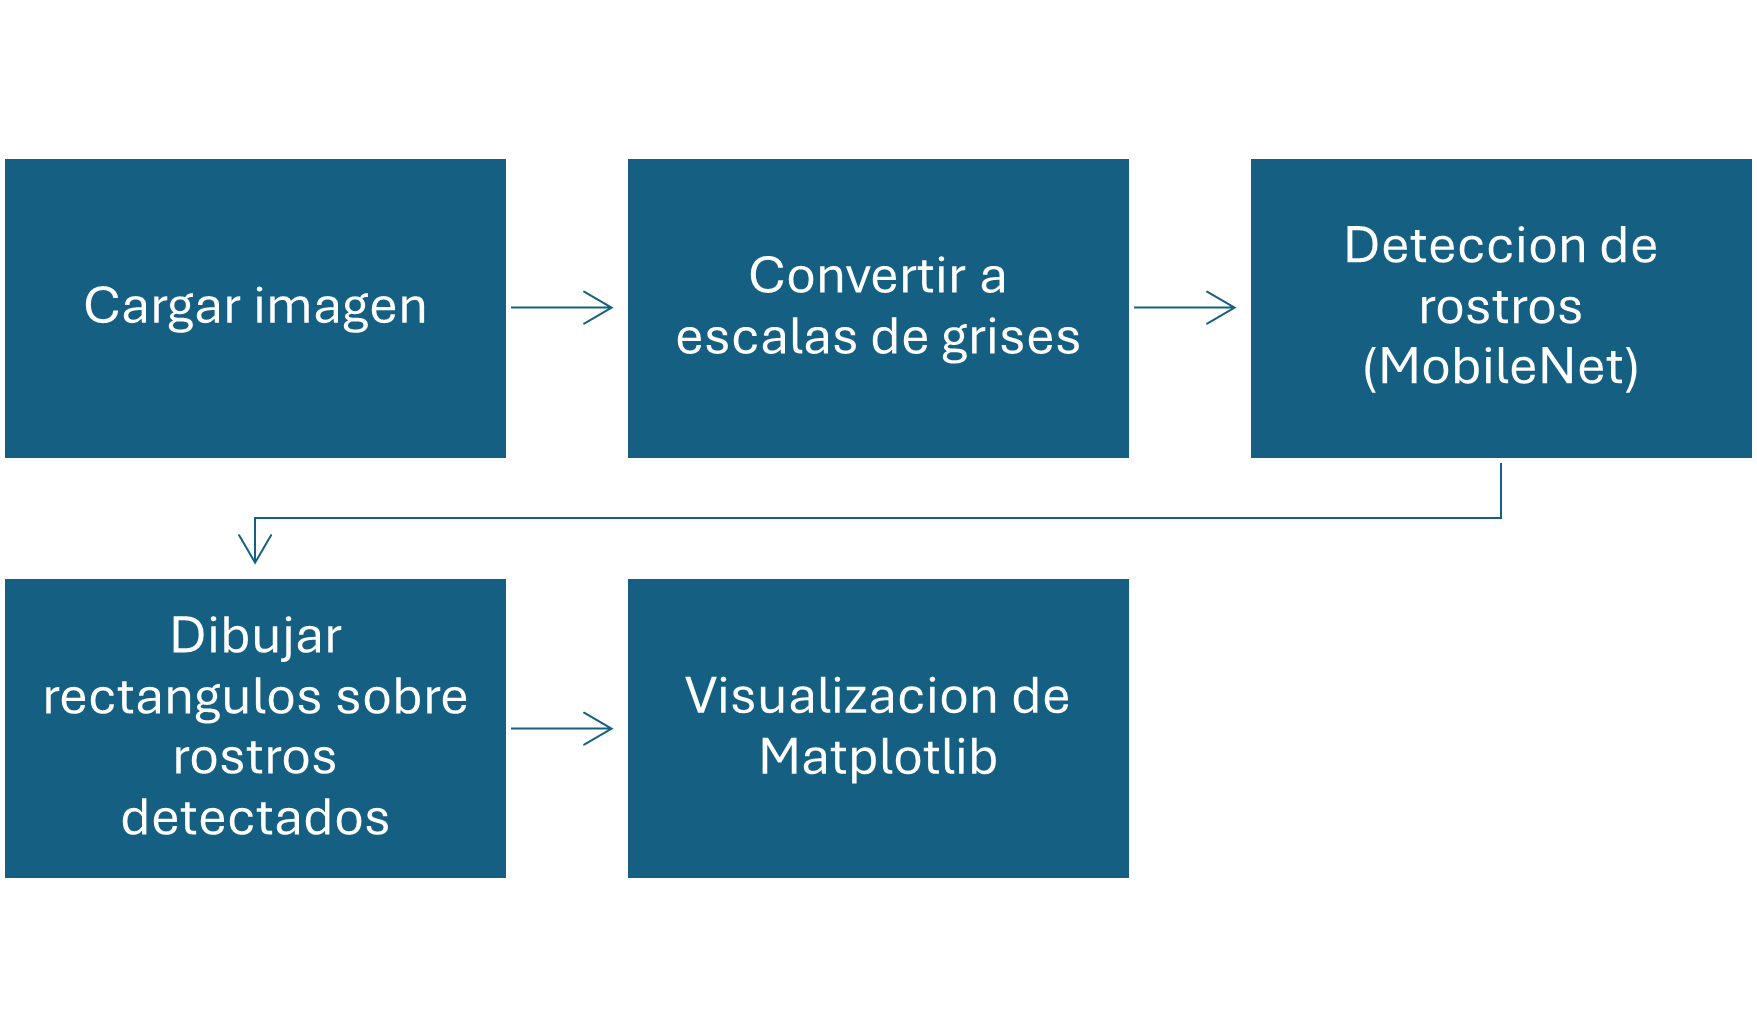 Cargar imagen
Convertir a
escalas de grises
Deteccion de
rostros
(MobileNet)
Dibujar
rectangulos sobre
rostros
detectados
Visualizacion de
Matplotlib